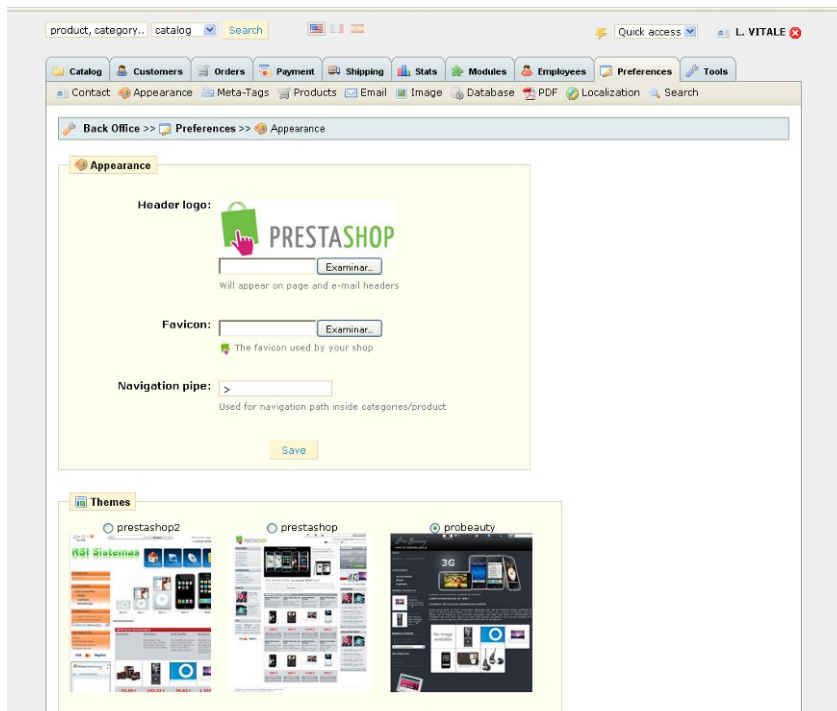 product, category.. catalog Search Quick access L. VITALE
Catalog Customers Orders Payment Shipping Stats Modules Employees Preferences Tools
Contact Appearance Meta-Tags Products Email Image Database PDF Localization Search
Back Office >> Preferences >> Appearance
Appearance
Header logo:
PRESTASHOP
Examinar...
Will appear on page and e-mail headers
Favicon:
Examinar...
The favicon used by your shop
Navigation pipe: >
Used for navigation path inside categories/product
Save
Themes
prestashop2 prestashop probeauty
RSI Sistemas
3G